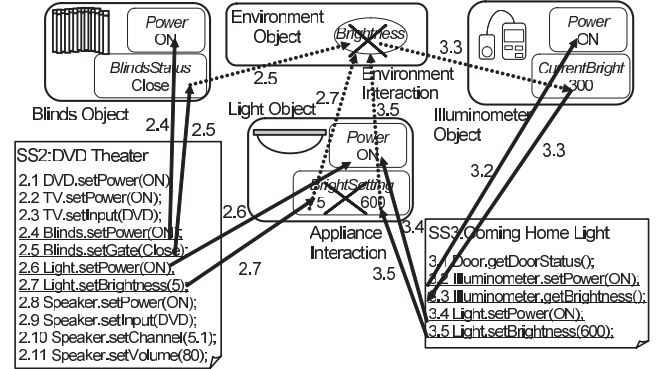 Power
ON
BlindsStatus
Close
Blinds Object
Environment
Object
Brightness
Environment
Interaction
Power
ON
CurrentBright
300
Illuminometer
Object
Light Object
Power
ON
BrightSetting
5 600
Appliance
Interaction
2.5
3.3
2.7
3.5
2.4
2.5
3.2
3.3
2.6
2.7
3.4
3.5
SS2:DVD Theater
2.1 DVD.setPower(ON)
2.2 TV.setPower(ON);
2.3 TV.setInput(DVD);
2.4 Blinds.setPower(ON);
2.5 Blinds.setGate(Close);
2.6 Light.setPower(ON);
2.7 Light.setBrightness(5);
2.8 Speaker.setPower(ON);
2.9 Speaker.setInput(DVD);
2.10 Speaker.setChannel(5.1);
2.11 Speaker.setVolume(80);
SS3:Coming Home Light
3.1 Door.getDoorStatus();
3.2 Illuminometer.setPower(ON);
3.3 Illuminometer.getBrightness();
3.4 Light.setPower(ON);
3.5 Light.setBrightness(600);